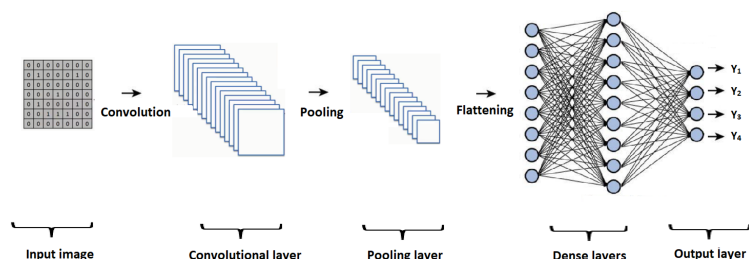 0 0 0 0 0 0 0
0 1 0 0 0 1 0
0 0 0 0 0 0 0
0 0 0 1 0 0 0
0 1 0 0 0 1 0
0 0 1 1 1 0 0
0 0 0 0 0 0 0
Convolution
Pooling
Flattening
Y₁
Y₂
Y₃
Y₄
Input image
Convolutional layer
Pooling layer
Dense layers
Output layer